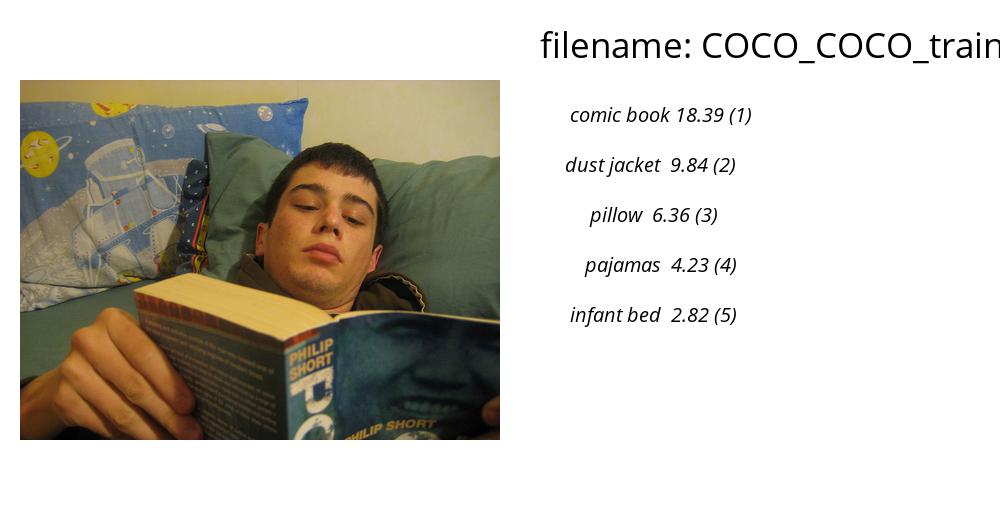 filename: COCO_COCO_train
comic book 18.39 (1)
dust jacket 9.84 (2)
pillow 6.36 (3)
pajamas 4.23 (4)
infant bed 2.82 (5)
PHILIP
SHORT
PO
PHILIP SHORT